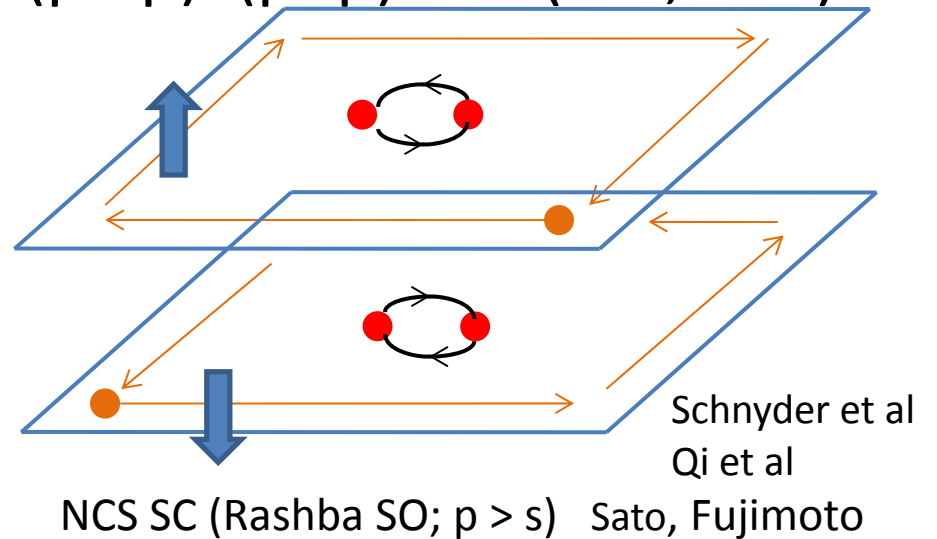 Schnyder et al
Qi et al
NCS SC (Rashba SO; p > s) Sato, Fujimoto